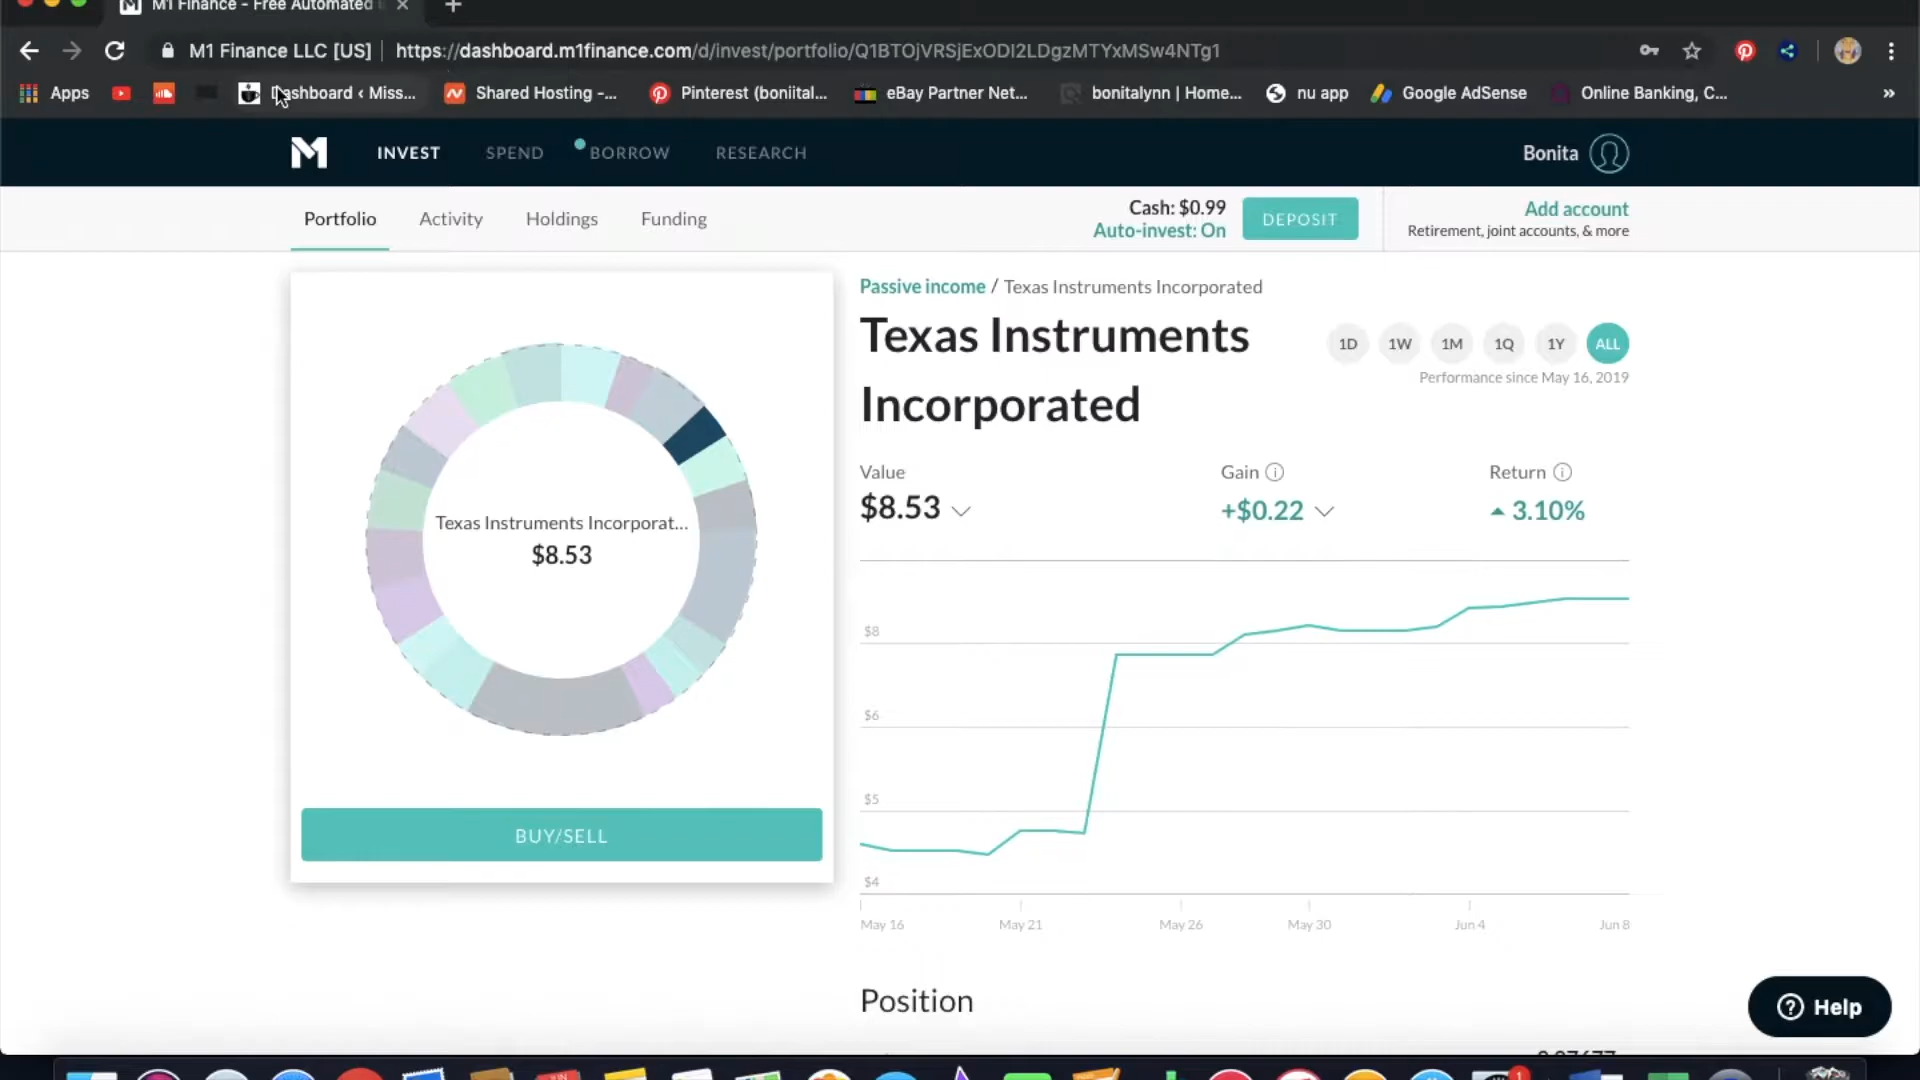 M1 Finance - Free Automated
M1 Finance LLC [US] https://dashboard.m1finance.com/d/invest/portfolio/Q1BTOjVRSjExODI2LDgzMTYxMSw4NTg1
Apps Dashboard ‹ Miss... Shared Hosting -... Pinterest (boniital... eBay Partner Net... bonitalynn | Home... nu app Google AdSense Online Banking, C... »
INVEST SPEND BORROW RESEARCH Bonita
Portfolio Activity Holdings Funding
Cash: $0.99
Auto-invest: On
DEPOSIT
Add account
Retirement, joint accounts, & more
Texas Instruments Incorporat...
$8.53
BUY/SELL
Passive income / Texas Instruments Incorporated
Texas Instruments
Incorporated
1D 1W 1M 1Q 1Y ALL
Performance since May 16, 2019
Value Gain Return
$8.53 +$0.22 3.10%
$8
$6
$5
$4
May 16 May 21 May 26 May 30 Jun 4 Jun 8
Position
? Help